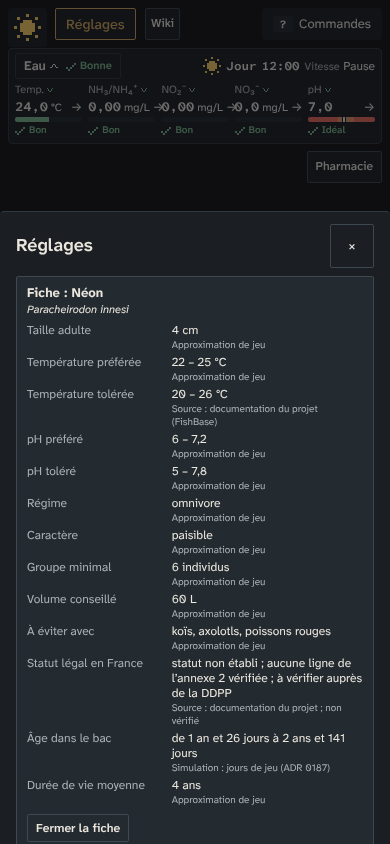 Réglages
Wiki
? Commandes
Eau
Bonne
Jour 12:00 Vitesse Pause
Temp. NH₃/NH₄⁺ NO₂⁻ NO₃⁻ pH
24,0 °C → 0,00 mg/L → 0,00 mg/L → 0,0 mg/L → 7,0 →
Bon Bon Bon Bon Idéal
Pharmacie
Réglages
×
Fiche : Néon
Paracheirodon innesi
Taille adulte 4 cm
Approximation de jeu
Température préférée 22 – 25 °C
Approximation de jeu
Température tolérée 20 – 26 °C
Source : documentation du projet
(FishBase)
pH préféré 6 – 7,2
Approximation de jeu
pH toléré 5 – 7,8
Approximation de jeu
Régime omnivore
Approximation de jeu
Caractère paisible
Approximation de jeu
Groupe minimal 6 individus
Approximation de jeu
Volume conseillé 60 L
Approximation de jeu
À éviter avec koïs, axolotls, poissons rouges
Approximation de jeu
Statut légal en France statut non établi ; aucune ligne de
l'annexe 2 vérifiée ; à vérifier auprès
de la DDPP
Source : documentation du projet ; non
vérifié
Âge dans le bac de 1 an et 26 jours à 2 ans et 141
jours
Simulation : jours de jeu (ADR 0187)
Durée de vie moyenne 4 ans
Approximation de jeu
Fermer la fiche